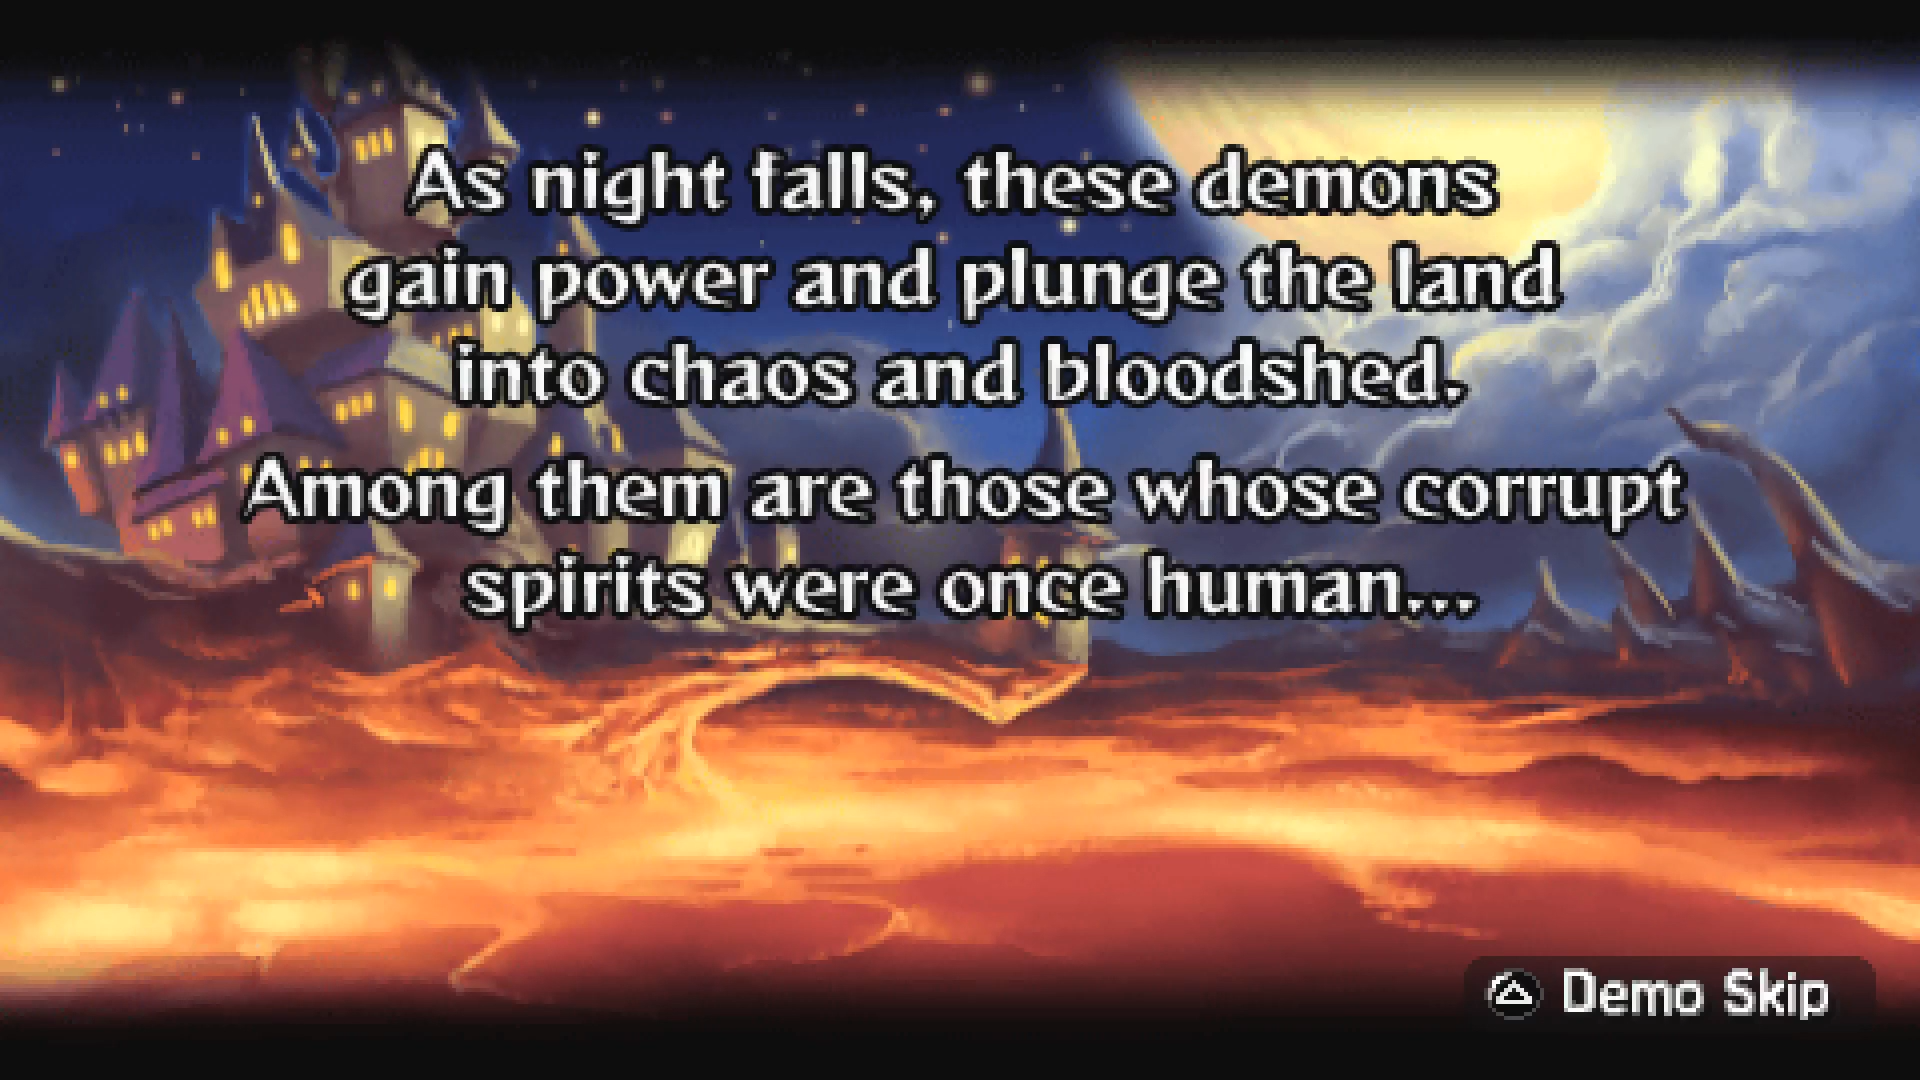 As night falls, these demons
gain power and plunge the land
into chaos and bloodshed.
Among them are those whose corrupt
spirits were once human...
Demo Skip